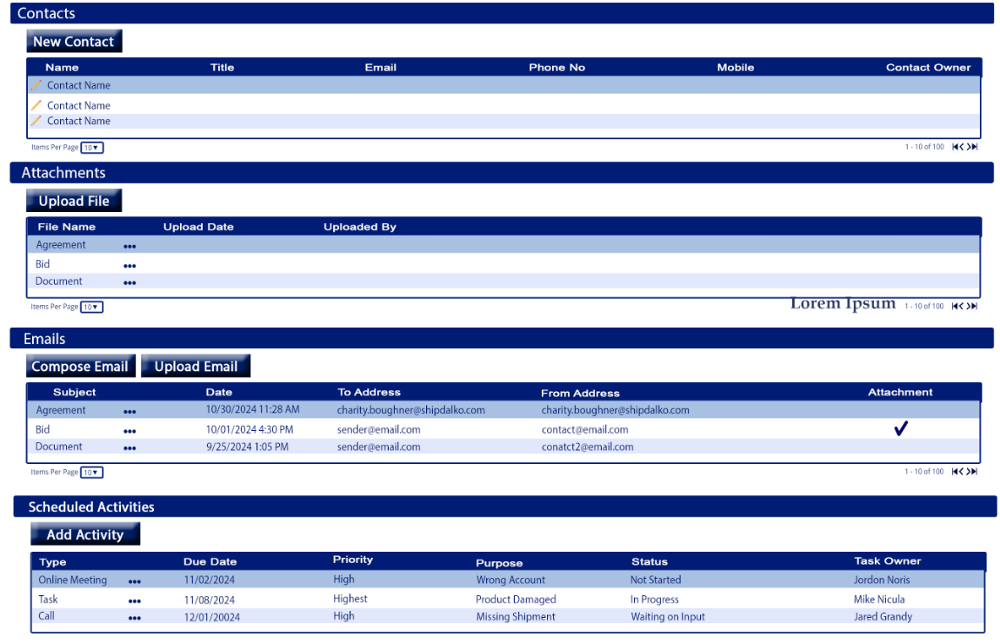 Contacts
New Contact
Name Title Email Phone No Mobile Contact Owner
Contact Name
Contact Name
Contact Name
Items Per Page 10▼ 1 - 10 of 100
Attachments
Upload File
File Name Upload Date Uploaded By
Agreement •••
Bid •••
Document •••
Items Per Page 10▼ Lorem Ipsum 1 - 10 of 100
Emails
Compose Email Upload Email
Subject Date To Address From Address Attachment
Agreement ••• 10/30/2024 11:28 AM charity.boughner@shipdalko.com charity.boughner@shipdalko.com
Bid ••• 10/01/2024 4:30 PM sender@email.com contact@email.com ✔
Document ••• 9/25/2024 1:05 PM sender@email.com conatct2@email.com
Items Per Page 10▼ 1 - 10 of 100
Scheduled Activities
Add Activity
Type Due Date Priority Purpose Status Task Owner
Online Meeting ••• 11/02/2024 High Wrong Account Not Started Jordon Noris
Task ••• 11/08/2024 Highest Product Damaged In Progress Mike Nicula
Call ••• 12/01/20024 High Missing Shipment Waiting on Input Jared Grandy